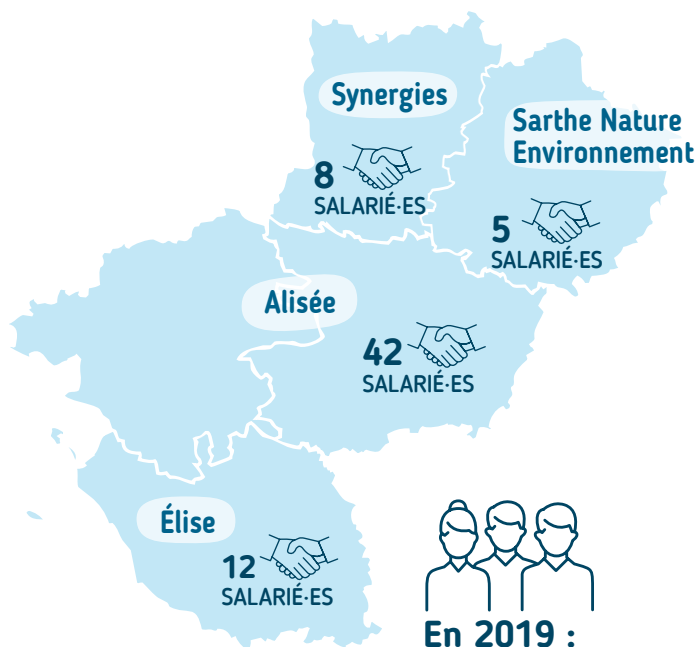 Synergies
8
SALARIÉ·ES
Sarthe Nature
Environnement
5
SALARIÉ·ES
Alisée
42
SALARIÉ·ES
Élise
12
SALARIÉ·ES
En 2019 :